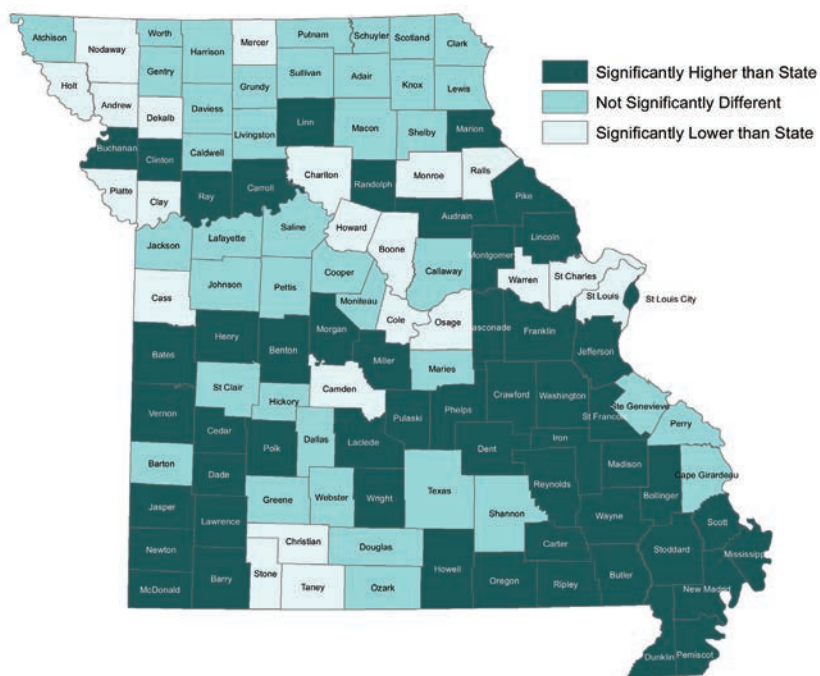 Atchison
Nodaway
Worth
Harrison
Mercer
Putnam
Schuyler
Scotland
Clark
Significantly Higher than State
Not Significantly Different
Significantly Lower than State
Holt
Andrew
Gentry
Dekalb
Daviess
Grundy
Sullivan
Adair
Knox
Lewis
Buchanan
Clinton
Caldwell
Livingston
Linn
Macon
Shelby
Marion
Platte
Clay
Ray
Carroll
Chariton
Randolph
Monroe
Ralls
Pike
Audrain
Jackson
Lafayette
Saline
Howard
Boone
Callaway
Montgomery
Lincoln
Warren
St Charles
St Louis
St Louis City
Cass
Johnson
Pettis
Cooper
Moniteau
Cole
Osage
asconade
Franklin
Jefferson
Bates
Henry
Benton
Morgan
Miller
Maries
St Clair
Hickory
Camden
Pulaski
Phelps
Crawford
Washington
St Francoi
Ste Genevieve
Perry
Vernon
Cedar
Polk
Dallas
Laclede
Dent
Iron
Madison
Cape Girardeau
Barton
Dade
Greene
Webster
Wright
Texas
Shannon
Reynolds
Wayne
Bollinger
Scott
Jasper
Lawrence
Christian
Douglas
Howell
Carter
Butler
Stoddard
Mississippi
Newton
McDonald
Barry
Stone
Taney
Ozark
Oregon
Ripley
New Madrid
Dunklin
Pemiscot